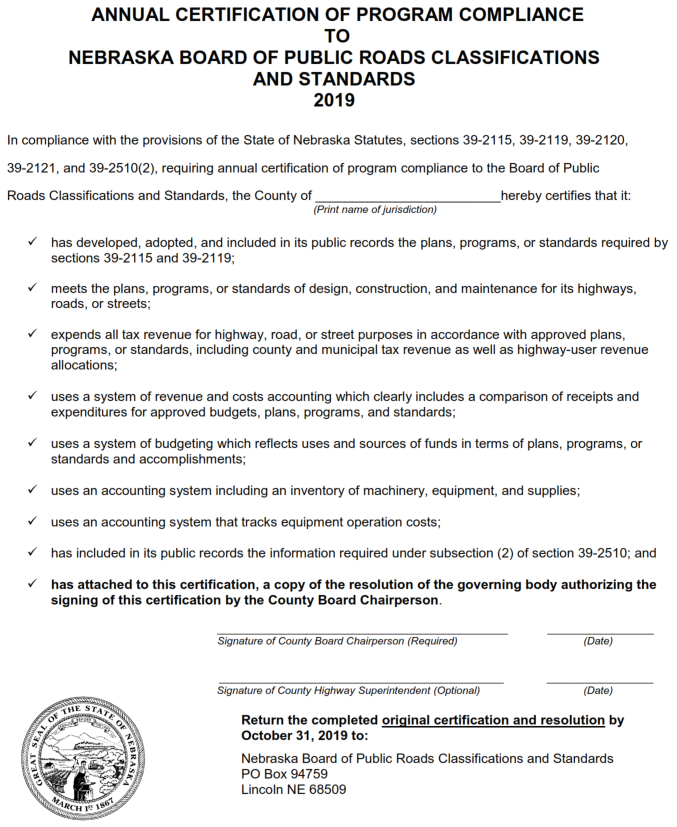 ANNUAL CERTIFICATION OF PROGRAM COMPLIANCE
TO
NEBRASKA BOARD OF PUBLIC ROADS CLASSIFICATIONS
AND STANDARDS
2019
In compliance with the provisions of the State of Nebraska Statutes, sections 39-2115, 39-2119, 39-2120,
39-2121, and 39-2510(2), requiring annual certification of program compliance to the Board of Public
Roads Classifications and Standards, the County of _________________________hereby certifies that it:
(Print name of jurisdiction)
✓ has developed, adopted, and included in its public records the plans, programs, or standards required by
sections 39-2115 and 39-2119;
✓ meets the plans, programs, or standards of design, construction, and maintenance for its highways,
roads, or streets;
✓ expends all tax revenue for highway, road, or street purposes in accordance with approved plans,
programs, or standards, including county and municipal tax revenue as well as highway-user revenue
allocations;
✓ uses a system of revenue and costs accounting which clearly includes a comparison of receipts and
expenditures for approved budgets, plans, programs, and standards;
✓ uses a system of budgeting which reflects uses and sources of funds in terms of plans, programs, or
standards and accomplishments;
✓ uses an accounting system including an inventory of machinery, equipment, and supplies;
✓ uses an accounting system that tracks equipment operation costs;
✓ has included in its public records the information required under subsection (2) of section 39-2510; and
✓ has attached to this certification, a copy of the resolution of the governing body authorizing the
signing of this certification by the County Board Chairperson.
Signature of County Board Chairperson (Required) (Date)
Signature of County Highway Superintendent (Optional) (Date)
GREAT SEAL OF THE STATE OF NEBRASKA
MARCH 1ST 1867
Return the completed original certification and resolution by
October 31, 2019 to:
Nebraska Board of Public Roads Classifications and Standards
PO Box 94759
Lincoln NE 68509